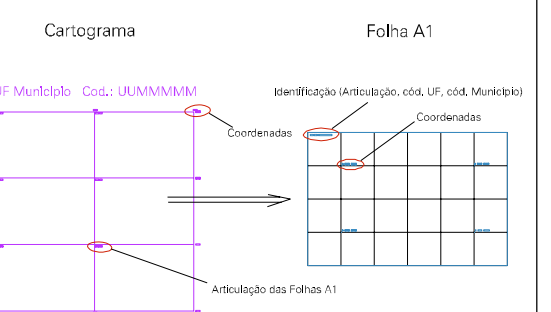 Cartograma
Folha A1
UF Município Cod.: UUMMMMM
Identificação (Articulação, cód. UF, cód. Município)
Coordenadas
Coordenadas
Articulação das Folhas A1